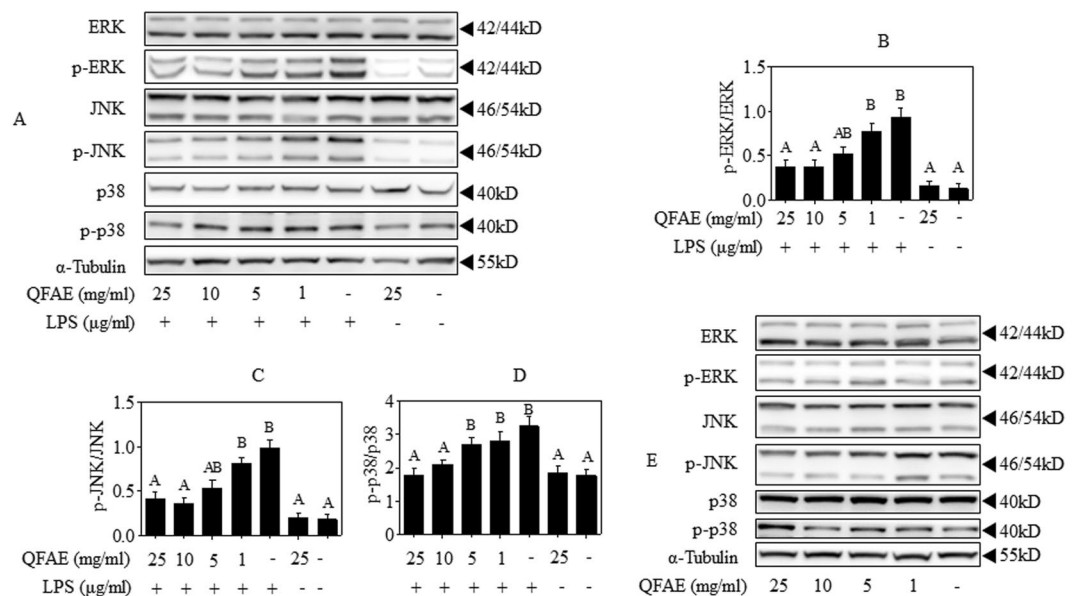 A
ERK 42/44kD
p-ERK 42/44kD
JNK 46/54kD
p-JNK 46/54kD
p38 40kD
p-p38 40kD
α-Tubulin 55kD
QFAE (mg/ml) 25 10 5 1 - 25 -
LPS (μg/ml) + + + + + - -
B
p-ERK/ERK
1.5
1.0
0.5
0.0
A A AB B B A A
QFAE (mg/ml) 25 10 5 1 - 25 -
LPS (μg/ml) + + + + + - -
C
p-JNK/JNK
1.5
1.0
0.5
0.0
A A AB B B A A
QFAE (mg/ml) 25 10 5 1 - 25 -
LPS (μg/ml) + + + + + - -
D
p-p38/p38
4
3
2
1
0
A A B B B A A
25 10 5 1 - 25 -
+ + + + + - -
E
ERK 42/44kD
p-ERK 42/44kD
JNK 46/54kD
p-JNK 46/54kD
p38 40kD
p-p38 40kD
α-Tubulin 55kD
QFAE (mg/ml) 25 10 5 1 -